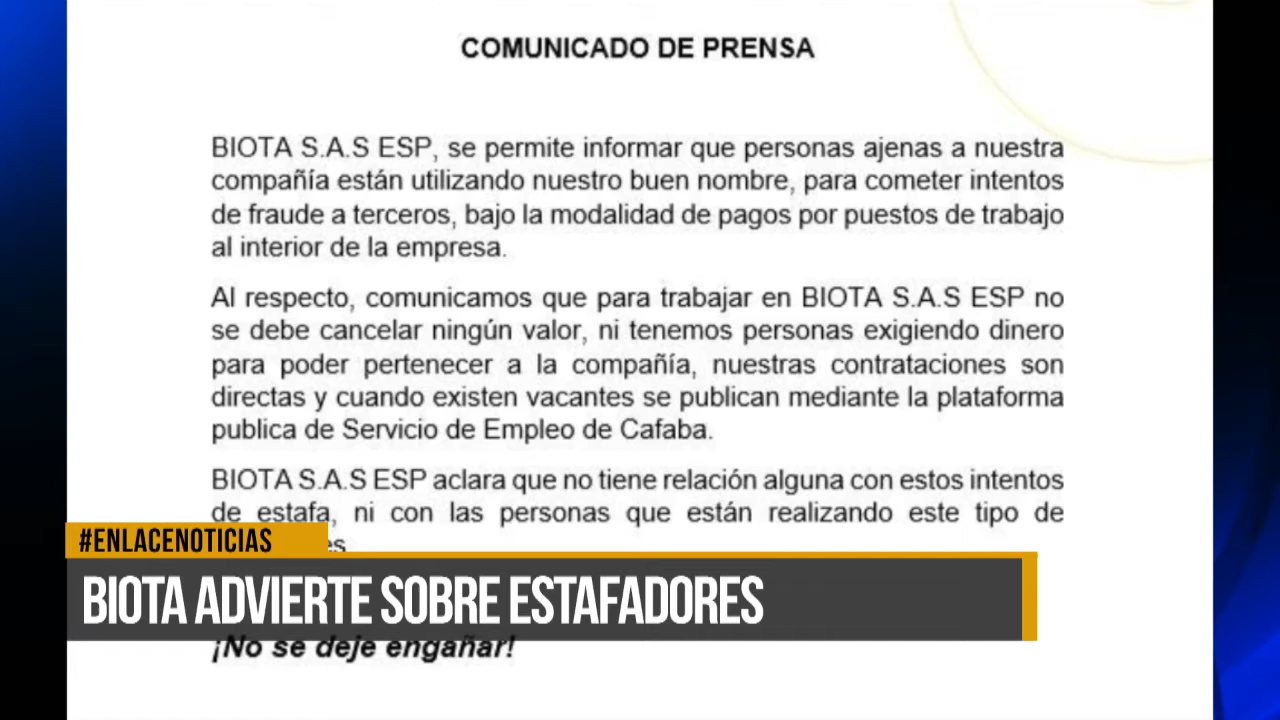 COMUNICADO DE PRENSA
BIOTA S.A.S ESP, se permite informar que personas ajenas a nuestra
compañía están utilizando nuestro buen nombre, para cometer intentos
de fraude a terceros, bajo la modalidad de pagos por puestos de trabajo
al interior de la empresa.
Al respecto, comunicamos que para trabajar en BIOTA S.A.S ESP no
se debe cancelar ningún valor, ni tenemos personas exigiendo dinero
para poder pertenecer a la compañía, nuestras contrataciones son
directas y cuando existen vacantes se publican mediante la plataforma
publica de Servicio de Empleo de Cafaba.
BIOTA S.A.S ESP aclara que no tiene relación alguna con estos intentos
de estafa, ni con las personas que están realizando este tipo de
#ENLACENOTICIAS
BIOTA ADVIERTE SOBRE ESTAFADORES
¡No se deje engañar!